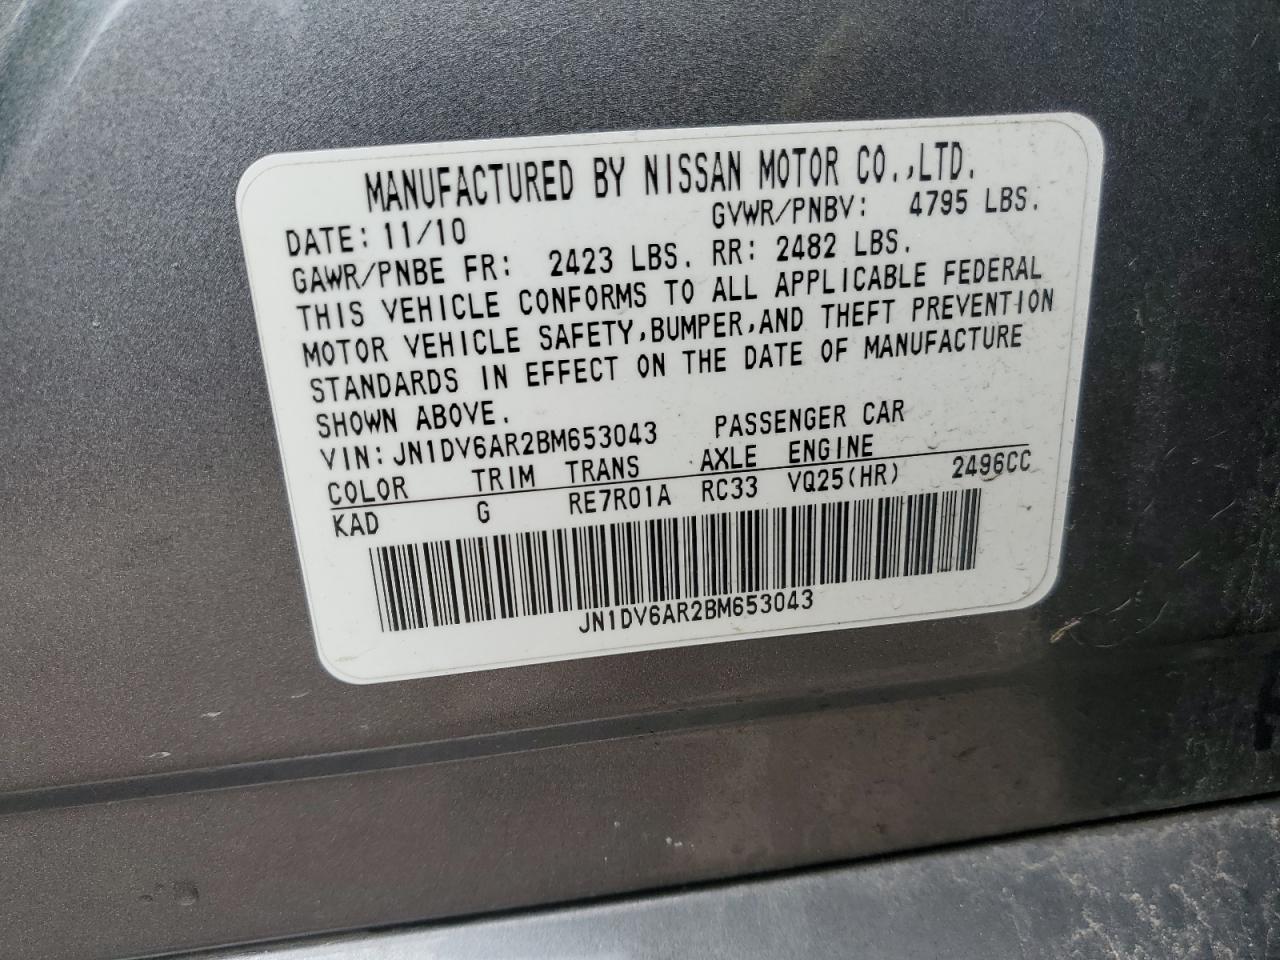 MANUFACTURED BY NISSAN MOTOR CO.,LTD.
DATE: 11/10 GVWR/PNBV: 4795 LBS.
GAWR/PNBE FR: 2423 LBS. RR: 2482 LBS.
THIS VEHICLE CONFORMS TO ALL APPLICABLE FEDERAL
MOTOR VEHICLE SAFETY,BUMPER,AND THEFT PREVENTION
STANDARDS IN EFFECT ON THE DATE OF MANUFACTURE
SHOWN ABOVE.
VIN: JN1DV6AR2BM653043 PASSENGER CAR
COLOR TRIM TRANS AXLE ENGINE
KAD G RE7R01A RC33 VQ25(HR) 2496CC
JN1DV6AR2BM653043